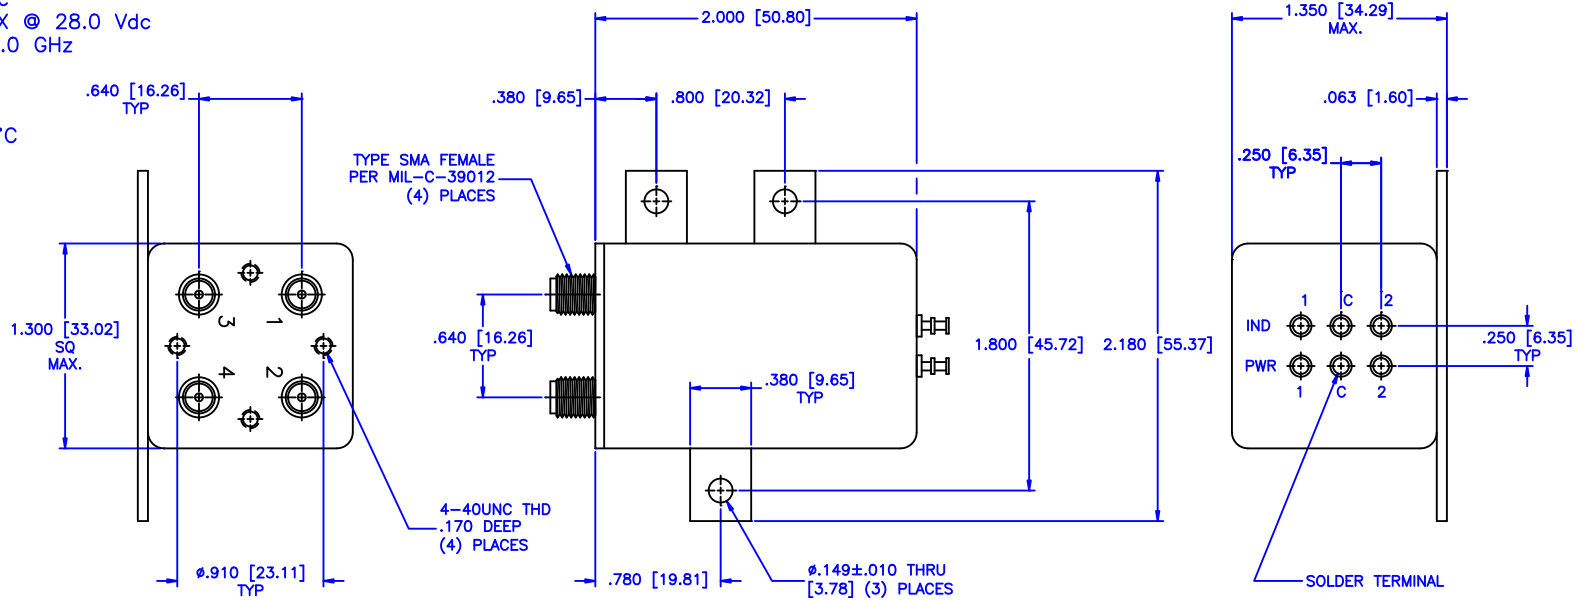 X @ 28.0 Vdc
.0 GHz
°C
.640 [16.26]
TYP
1.300 [33.02]
SQ
MAX.
3
1
4
2
ø.910 [23.11]
TYP
4-40UNC THD
.170 DEEP
(4) PLACES
2.000 [50.80]
.380 [9.65]
.800 [20.32]
TYPE SMA FEMALE
PER MIL-C-39012
(4) PLACES
.640 [16.26]
TYP
1.800 [45.72]
2.180 [55.37]
.380 [9.65]
TYP
.780 [19.81]
ø.149±.010 THRU
[3.78] (3) PLACES
1.350 [34.29]
MAX.
.063 [1.60]
.250 [6.35]
TYP
1 C 2
IND
PWR
1 C 2
.250 [6.35]
TYP
SOLDER TERMINAL